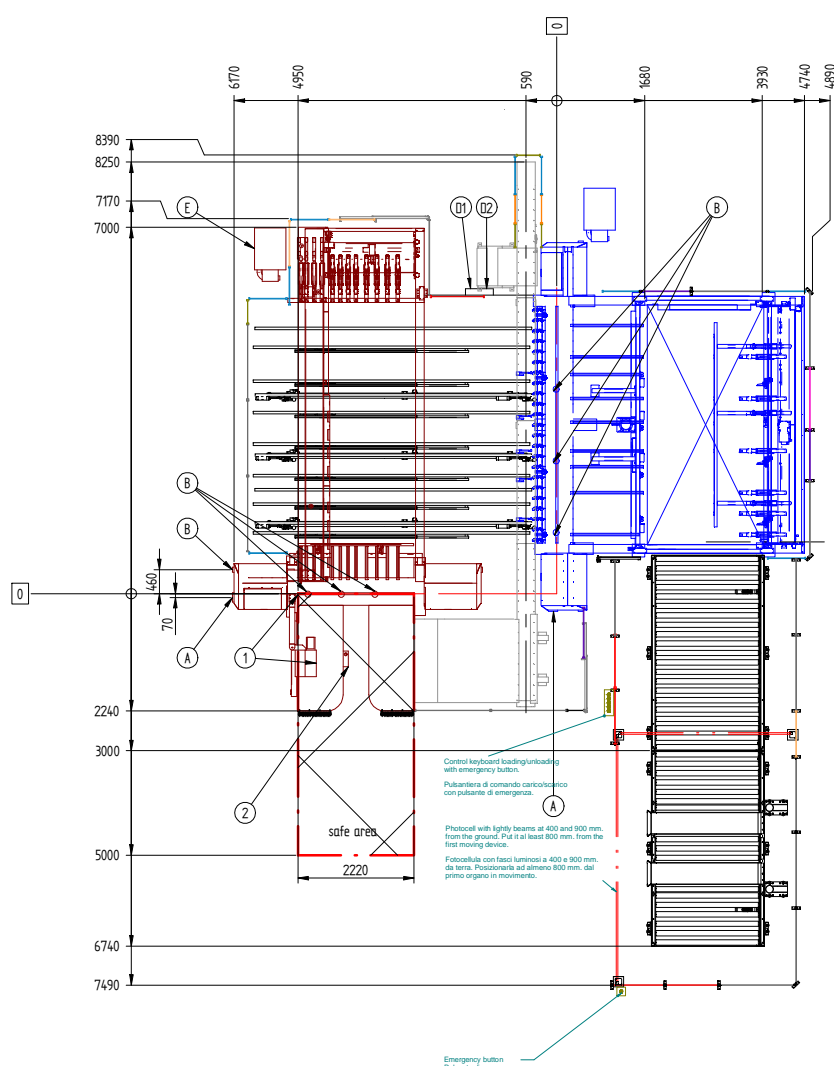 0
6170
4950
590
1680
3930
4740
4890
8390
8250
7170
7000
E
D1
D2
B
B
B
460
0
70
A
1
2240
3000
Control keyboard loading/unloading
with emergency button.
Pulsantiera di comando carico/scarico
con pulsante di emergenza.
2
A
safe area
Photocell with lightly beams at 400 and 900 mm.
from the ground. Put it al least 800 mm. from the
first moving device.
Fotocellula con fasci luminosi a 400 e 900 mm.
da terra. Posizionarla ad almeno 800 mm. dal
primo organo in movimento.
5000
2220
6740
7490
Emergency button